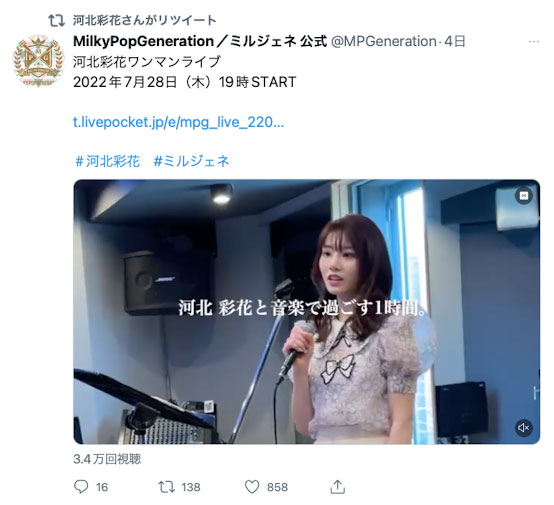 河北彩花さんがリツイート
MilkyPopGeneration／ミルジェネ 公式 @MPGeneration · 4日
河北彩花ワンマンライブ
2022年7月28日（木）19時START
t.livepocket.jp/e/mpg_live_220...
#河北彩花 #ミルジェネ
河北 彩花と音楽で過ごす1時間。
3.4万回視聴
16 138 858